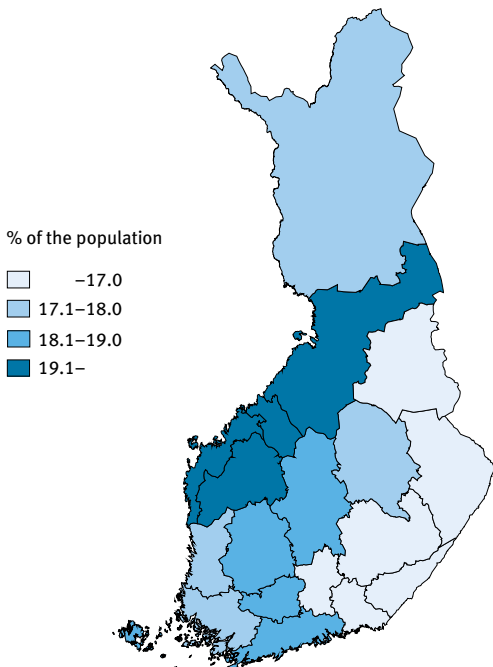 % of the population
–17.0
17.1–18.0
18.1–19.0
19.1–